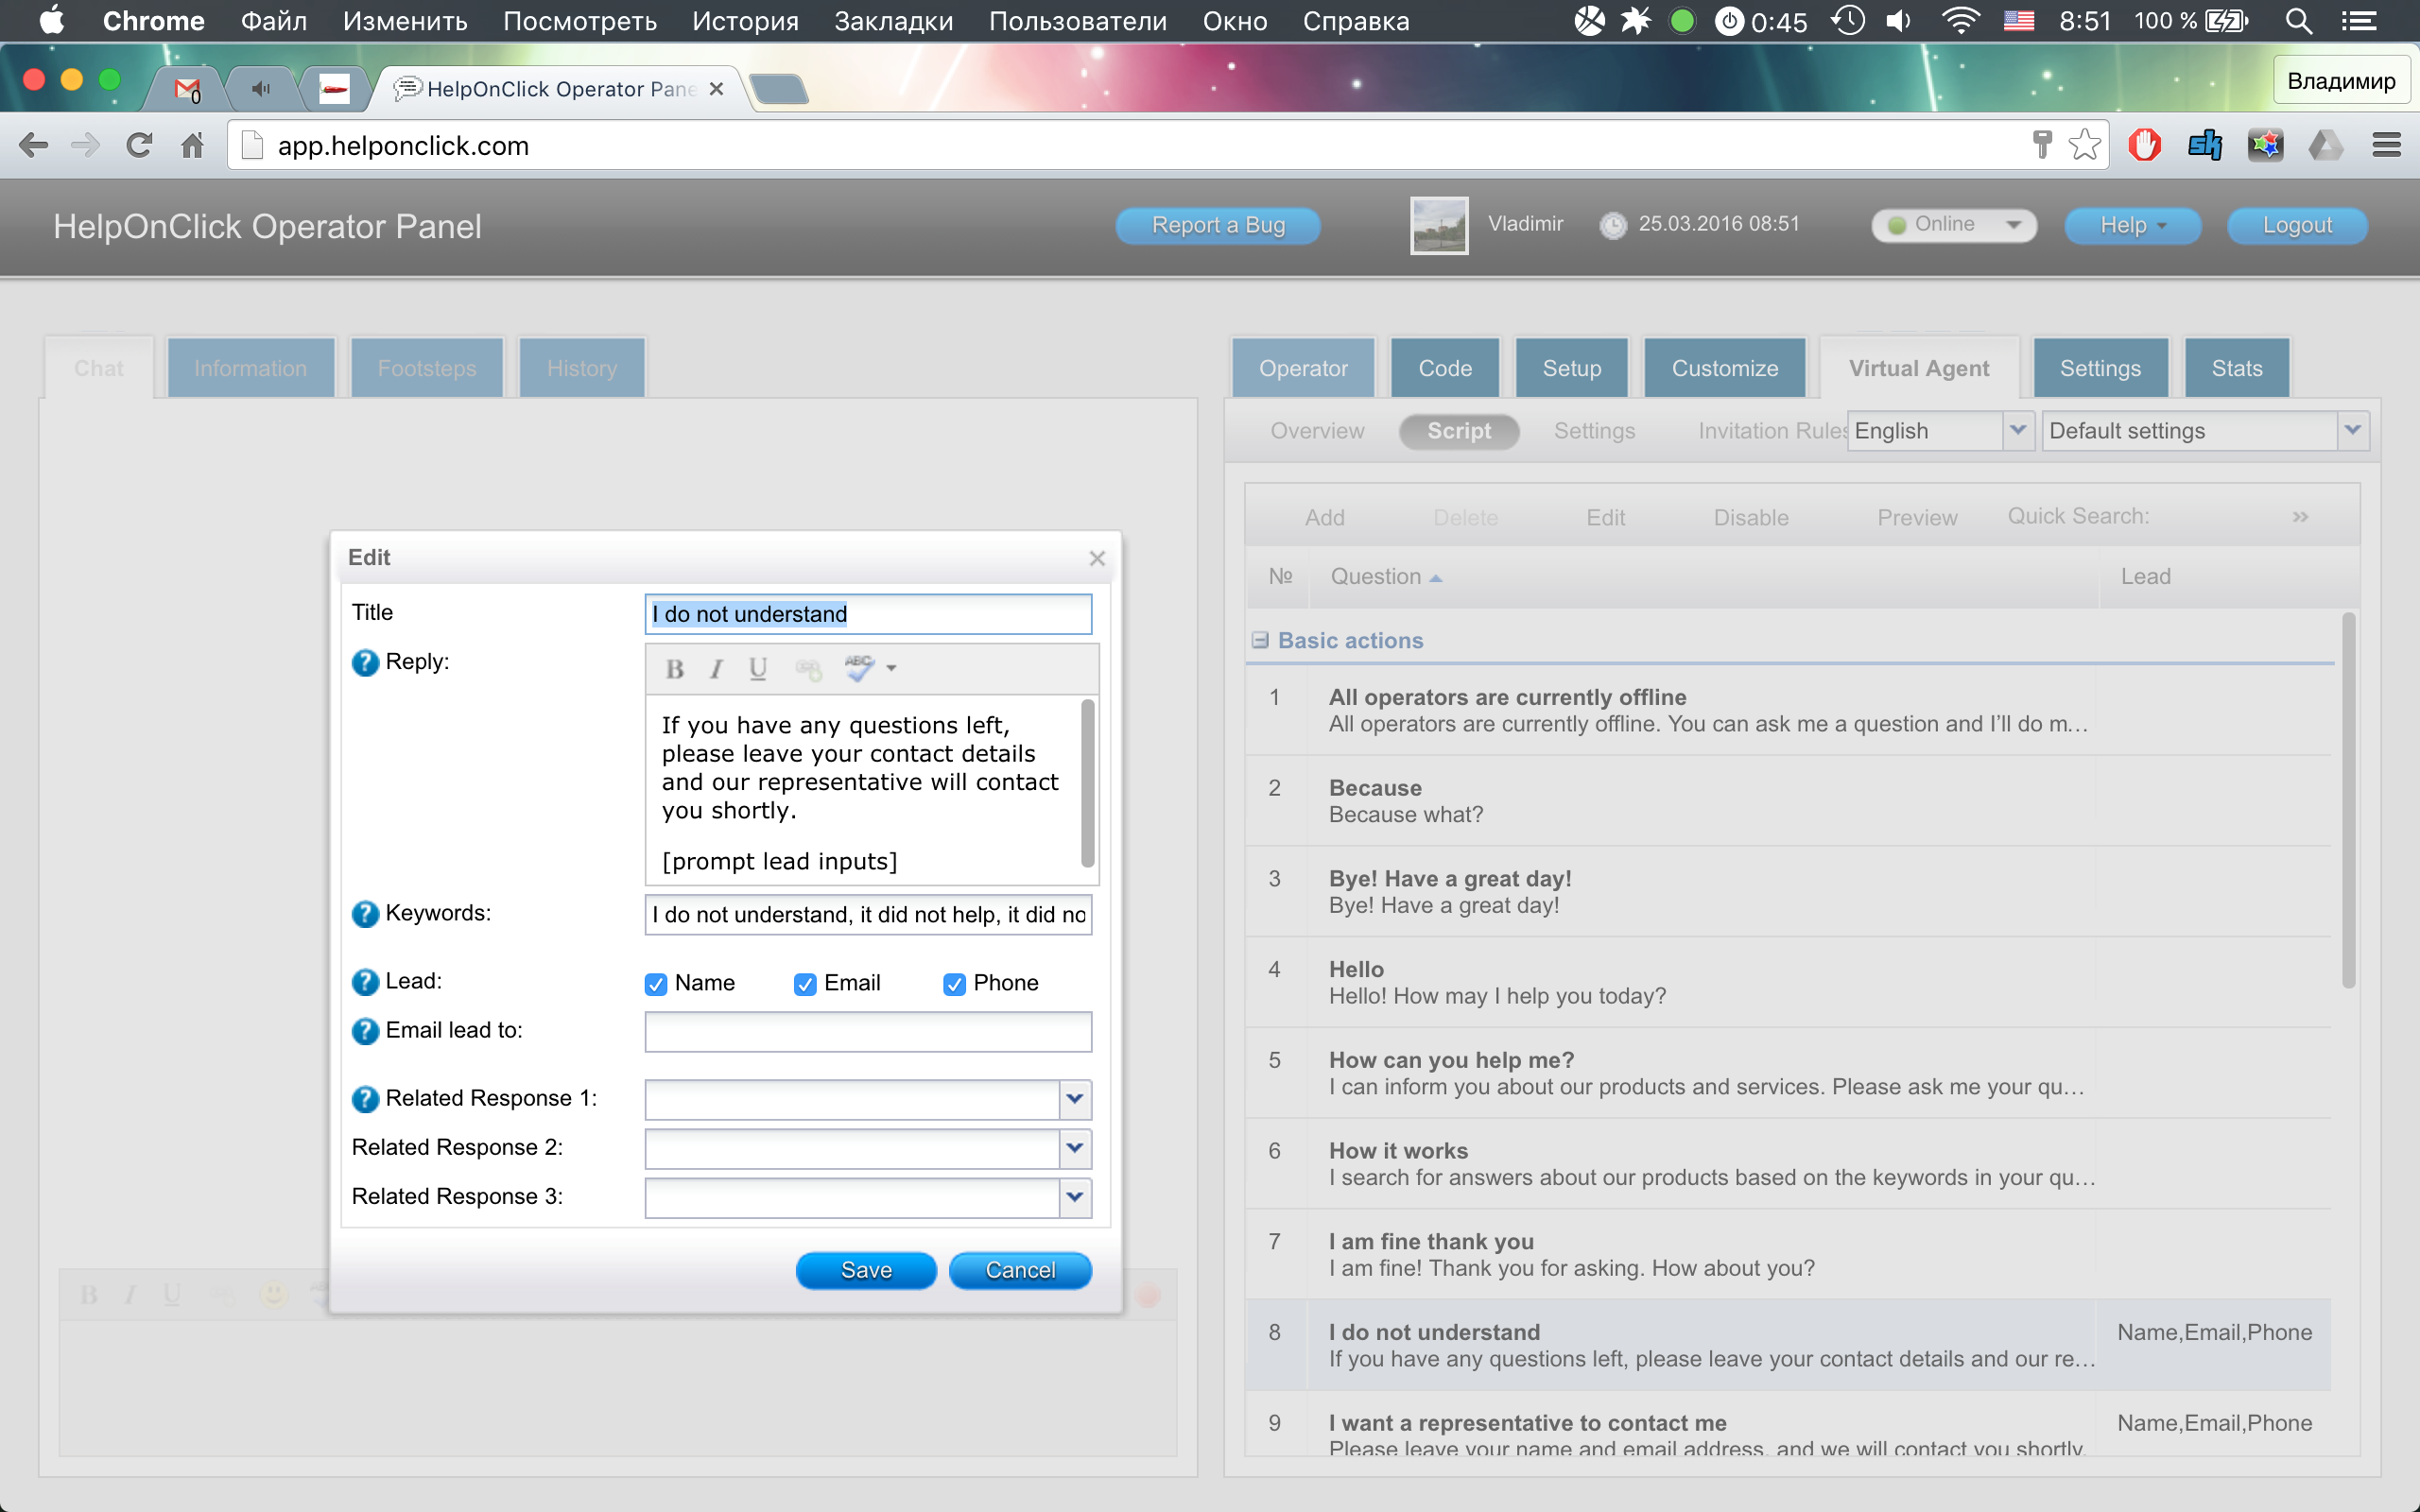 Chrome Файл Изменить Посмотреть История Закладки Пользователи Окно Справка 0:45 8:51 100 %
0 HelpOnClick Operator Pane Владимир
app.helponclick.com
HelpOnClick Operator Panel Report a Bug Vladimir 25.03.2016 08:51 Online Help Logout
Chat Information Footsteps History
Operator Code Setup Customize Virtual Agent Settings Stats
Overview Script Settings Invitation Rules English Default settings
Add Delete Edit Disable Preview Quick Search: »
№ Question Lead
Basic actions
1 All operators are currently offline
All operators are currently offline. You can ask me a question and I'll do m...
2 Because
Because what?
3 Bye! Have a great day!
Bye! Have a great day!
4 Hello
Hello! How may I help you today?
5 How can you help me?
I can inform you about our products and services. Please ask me your qu...
6 How it works
I search for answers about our products based on the keywords in your qu...
7 I am fine thank you
I am fine! Thank you for asking. How about you?
8 I do not understand Name,Email,Phone
If you have any questions left, please leave your contact details and our re...
9 I want a representative to contact me Name,Email,Phone
Please leave your name and email address, and we will contact you shortly.
Edit
Title I do not understand
Reply: B I U ABC
If you have any questions left,
please leave your contact details
and our representative will contact
you shortly.
[prompt lead inputs]
Keywords: I do not understand, it did not help, it did no
Lead: Name Email Phone
Email lead to:
Related Response 1:
Related Response 2:
Related Response 3:
Save Cancel
B I U